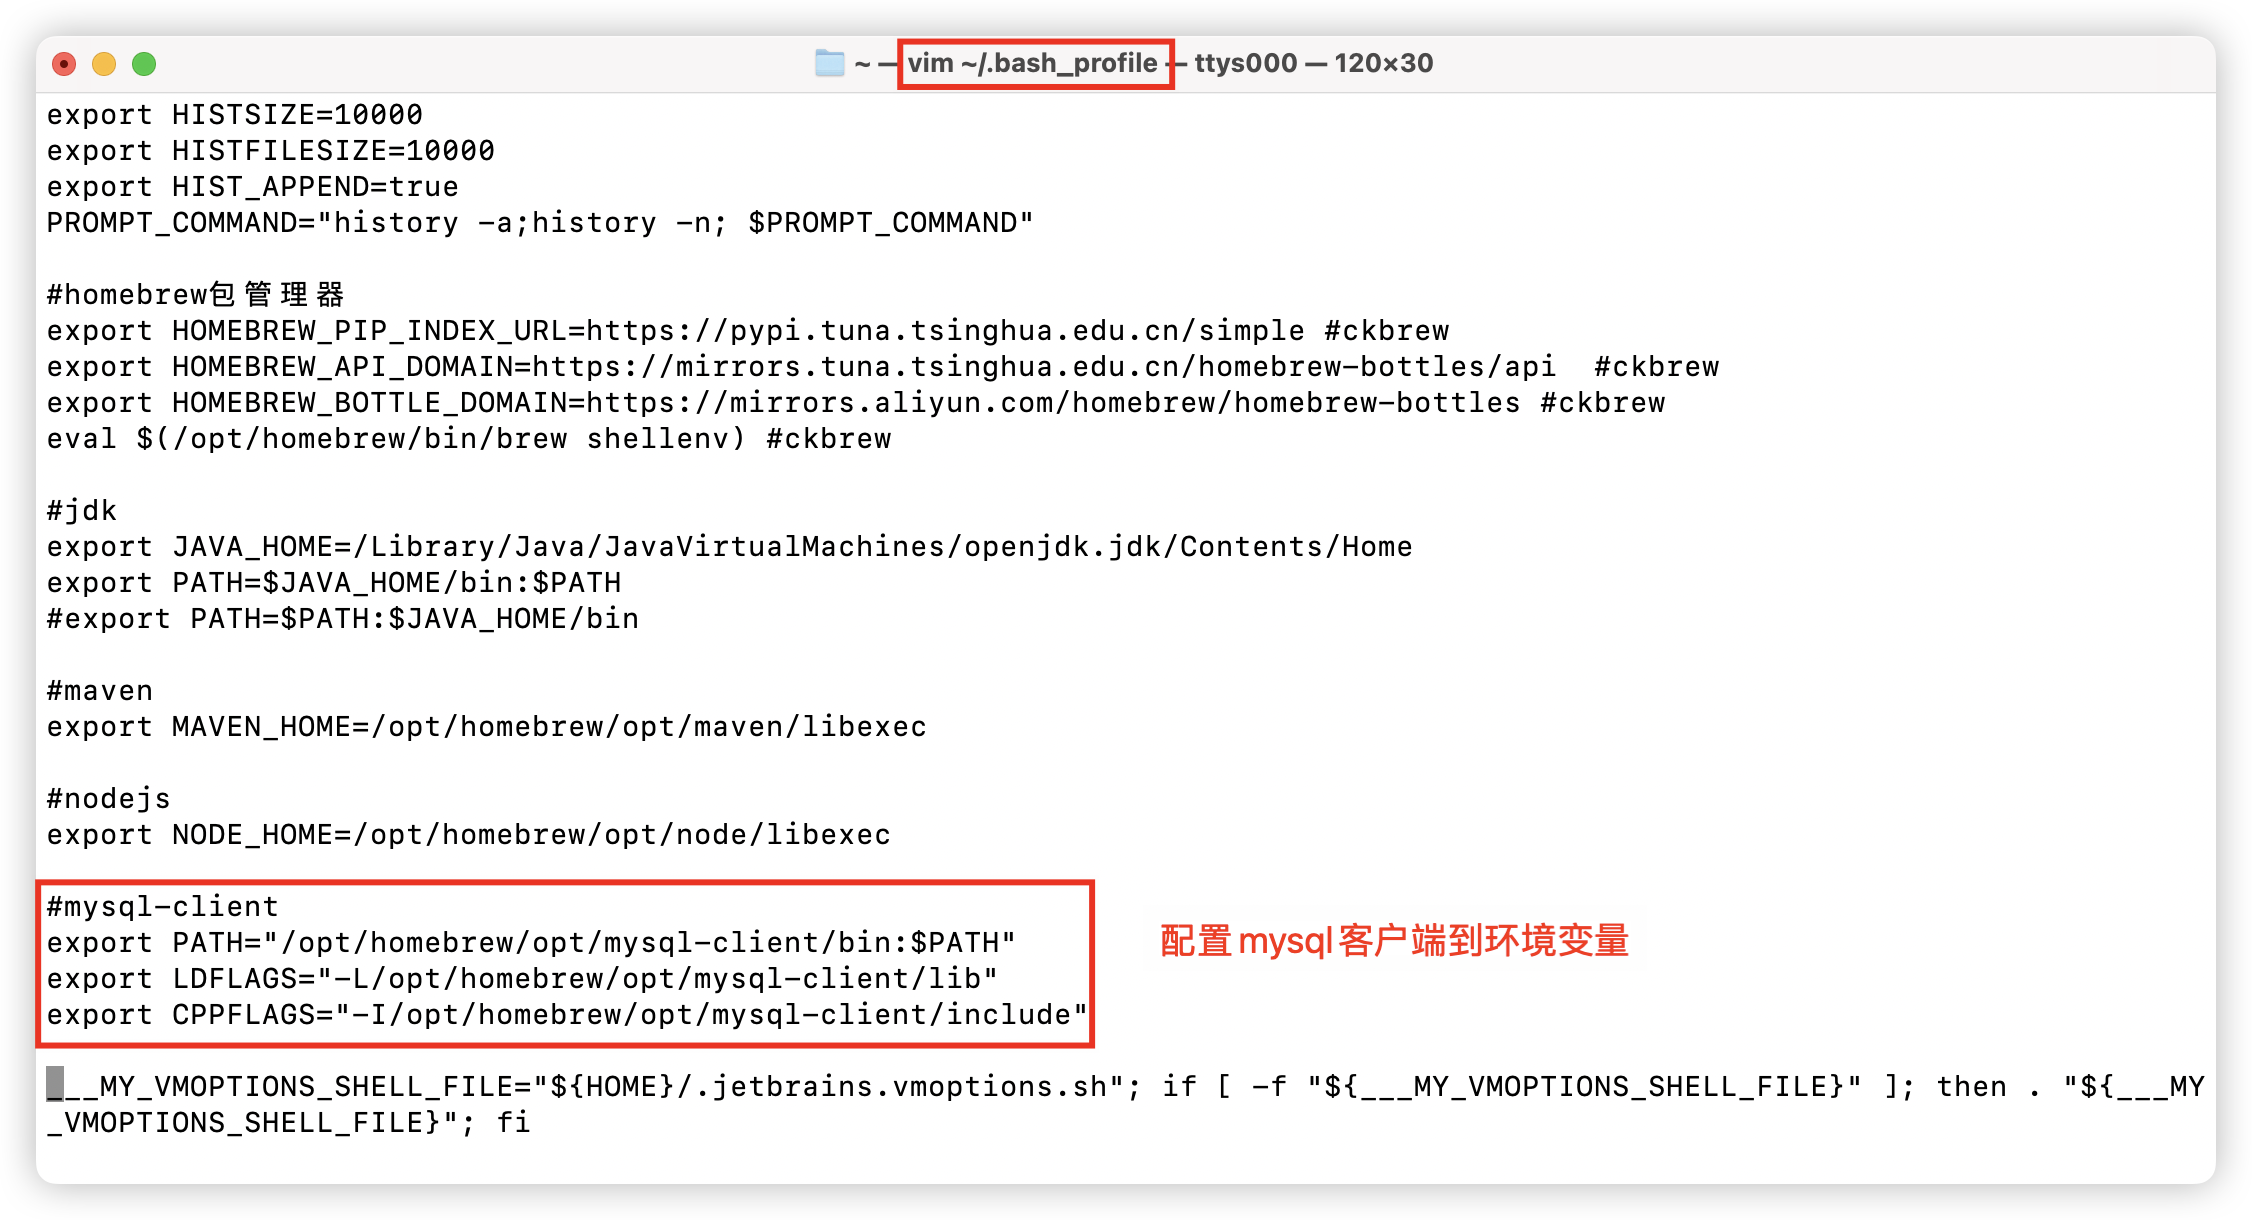 ~ — vim ~/.bash_profile — ttys000 — 120×30
export HISTSIZE=10000
export HISTFILESIZE=10000
export HIST_APPEND=true
PROMPT_COMMAND="history -a;history -n; $PROMPT_COMMAND"
#homebrew包管理器
export HOMEBREW_PIP_INDEX_URL=https://pypi.tuna.tsinghua.edu.cn/simple #ckbrew
export HOMEBREW_API_DOMAIN=https://mirrors.tuna.tsinghua.edu.cn/homebrew-bottles/api  #ckbrew
export HOMEBREW_BOTTLE_DOMAIN=https://mirrors.aliyun.com/homebrew/homebrew-bottles #ckbrew
eval $(/opt/homebrew/bin/brew shellenv) #ckbrew
#jdk
export JAVA_HOME=/Library/Java/JavaVirtualMachines/openjdk.jdk/Contents/Home
export PATH=$JAVA_HOME/bin:$PATH
#export PATH=$PATH:$JAVA_HOME/bin
#maven
export MAVEN_HOME=/opt/homebrew/opt/maven/libexec
#nodejs
export NODE_HOME=/opt/homebrew/opt/node/libexec
#mysql-client
export PATH="/opt/homebrew/opt/mysql-client/bin:$PATH"
export LDFLAGS="-L/opt/homebrew/opt/mysql-client/lib"
export CPPFLAGS="-I/opt/homebrew/opt/mysql-client/include"
配置mysql客户端到环境变量
___MY_VMOPTIONS_SHELL_FILE="${HOME}/.jetbrains.vmoptions.sh"; if [ -f "${___MY_VMOPTIONS_SHELL_FILE}" ]; then . "${___MY
_VMOPTIONS_SHELL_FILE}"; fi